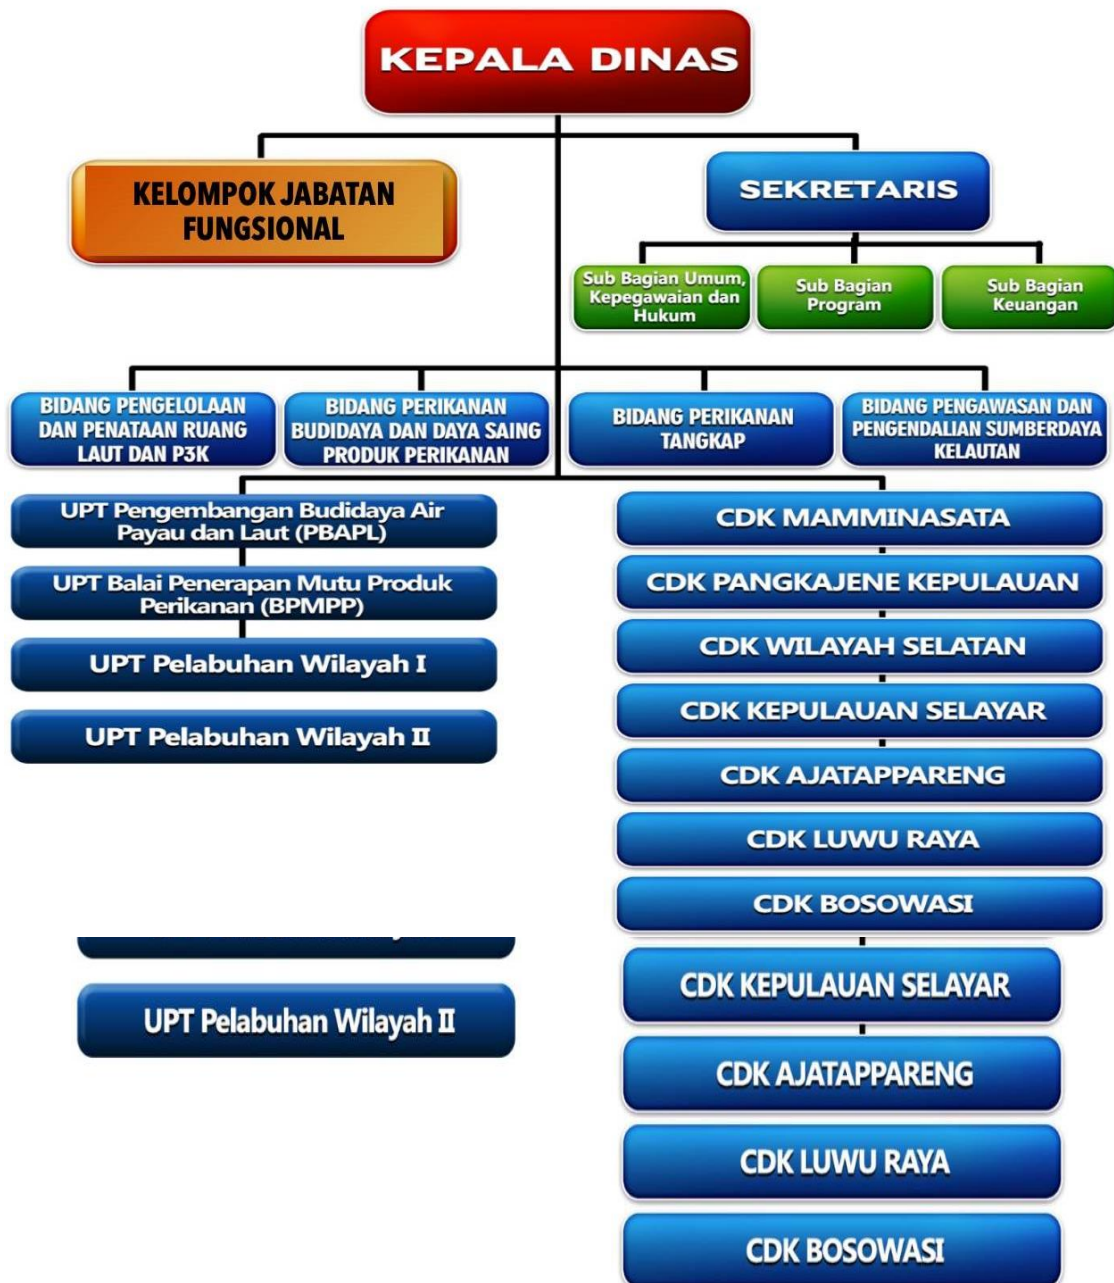 KEPALA DINAS
KELOMPOK JABATAN
FUNGSIONAL
SEKRETARIS
Sub Bagian Umum,
Kepegawaian dan
Hukum
Sub Bagian
Program
Sub Bagian
Keuangan
BIDANG PENGELOLAAN
DAN PENATAAN RUANG
LAUT DAN P3K
BIDANG PERIKANAN
BUDIDAYA DAN DAYA SAING
PRODUK PERIKANAN
BIDANG PERIKANAN
TANGKAP
BIDANG PENGAWASAN DAN
PENGENDALIAN SUMBERDAYA
KELAUTAN
UPT Pengembangan Budidaya Air
Payau dan Laut (PBAPL)
UPT Balai Penerapan Mutu Produk
Perikanan (BPMPP)
UPT Pelabuhan Wilayah I
UPT Pelabuhan Wilayah II
CDK MAMMINASATA
CDK PANGKAJENE KEPULAUAN
CDK WILAYAH SELATAN
CDK KEPULAUAN SELAYAR
CDK AJATAPPARENG
CDK LUWU RAYA
CDK BOSOWASI
UPT Pelabuhan Wilayah II
CDK KEPULAUAN SELAYAR
CDK AJATAPPARENG
CDK LUWU RAYA
CDK BOSOWASI